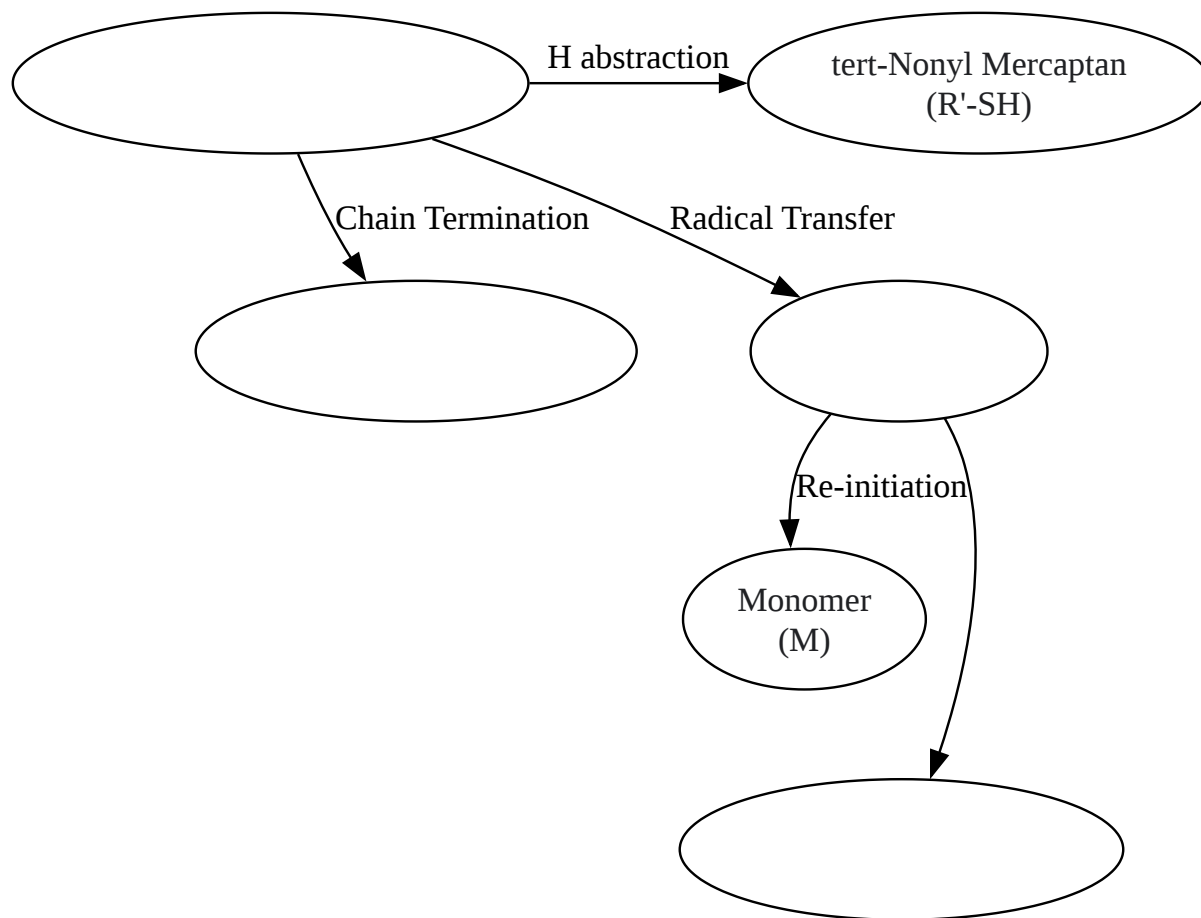 H abstraction
tert-Nonyl Mercaptan
(R'-SH)
Chain Termination
Radical Transfer
Re-initiation
Monomer
(M)